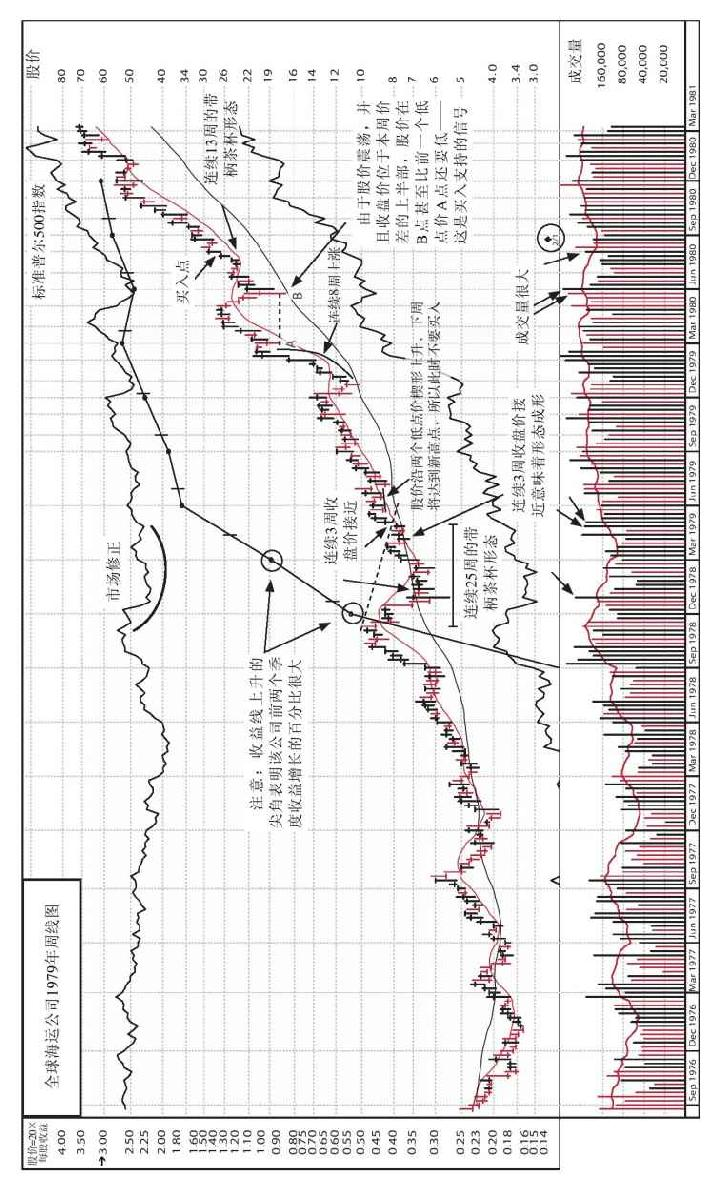 全球海运公司1979年周线图
标准普尔500指数
股价
市场修正
买入点
连续13周的带
柄茶杯形态
连续8周上涨
由于股价震荡，并
且收盘价位于本周价
差的上半部，股价在
B点甚至比前一个低
点价A点还要低——
这是买入支持的信号
A
B
注意：收益线上升的
尖角表明该公司前两个季
度收益增长的百分比很大
连续3周收
盘价接近
股价沿两个低点价楔形上升，下周
将达到新高点，所以此时不要买入
连续25周的带
柄茶杯形态
连续3周收盘价接
近意味着形态成形
成交量很大
成交量
股价=20×
每股收益
4.00
3.50
3.00
2.50
2.25
2.00
1.80
1.60
1.50
1.40
1.30
1.20
1.10
1.00
0.90
0.80
0.75
0.70
0.65
0.60
0.55
0.45
0.40
0.35
0.30
0.25
0.23
0.20
0.18
0.16
0.15
0.14
80
70
60
50
40
34
30
26
22
19
16
14
12
10
8
7
6
5
4.0
3.4
3.0
150,000
80,000
40,000
20,000
Sep 1976
Dec 1976
Mar 1977
Jun 1977
Sep 1977
Dec 1977
Mar 1978
Jun 1978
Sep 1978
Dec 1978
Mar 1979
Jun 1979
Sep 1979
Dec 1979
Mar 1980
Jun 1980
Sep 1980
Dec 1980
Mar 1981